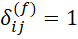 δ_{ij}^{(f)} = 1